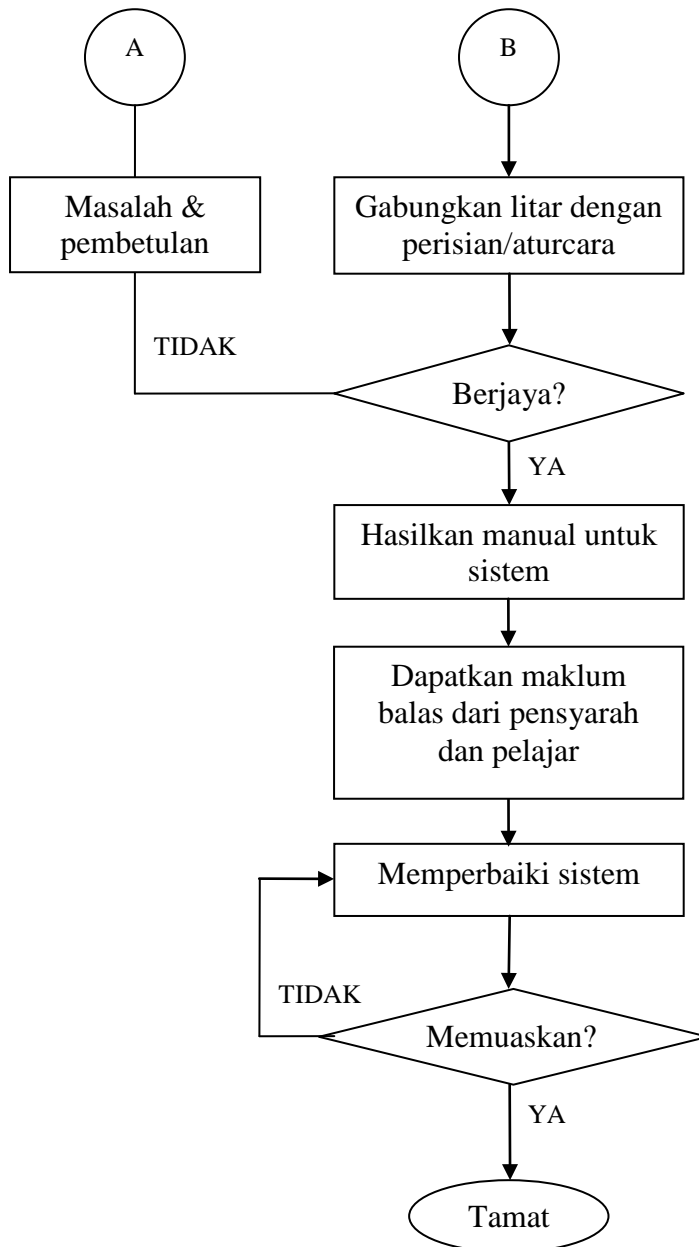 A
B
Masalah &
pembetulan
Gabungkan litar dengan
perisian/aturcara
TIDAK
Berjaya?
YA
Hasilkan manual untuk
sistem
Dapatkan maklum
balas dari pensyarah
dan pelajar
Memperbaiki sistem
TIDAK
Memuaskan?
YA
Tamat